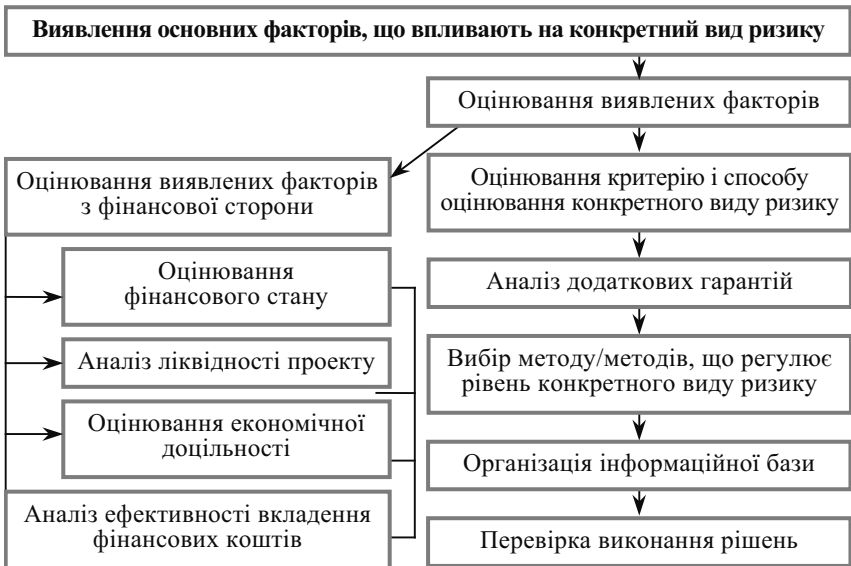 Виявлення основних факторів, що впливають на конкретний вид ризику
Оцінювання виявлених факторів
Оцінювання виявлених факторів
з фінансової сторони
Оцінювання
фінансового стану
Аналіз ліквідності проекту
Оцінювання економічної
доцільності
Аналіз ефективності вкладення
фінансових коштів
Оцінювання критерію і способу
оцінювання конкретного виду ризику
Аналіз додаткових гарантій
Вибір методу/методів, що регулює
рівень конкретного виду ризику
Організація інформаційної бази
Перевірка виконання рішень